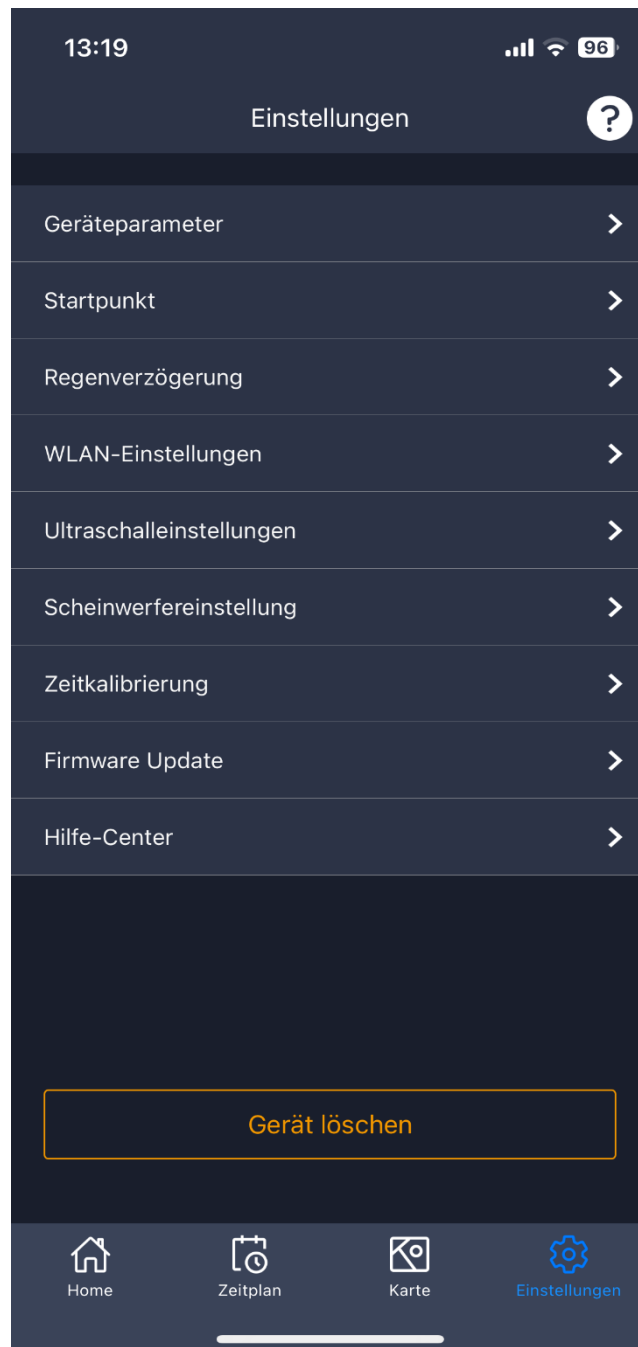 13:19
96
Einstellungen
?
Geräteparameter
Startpunkt
Regenverzögerung
WLAN-Einstellungen
Ultraschalleinstellungen
Scheinwerfereinstellung
Zeitkalibrierung
Firmware Update
Hilfe-Center
Gerät löschen
Home
Zeitplan
Karte
Einstellungen